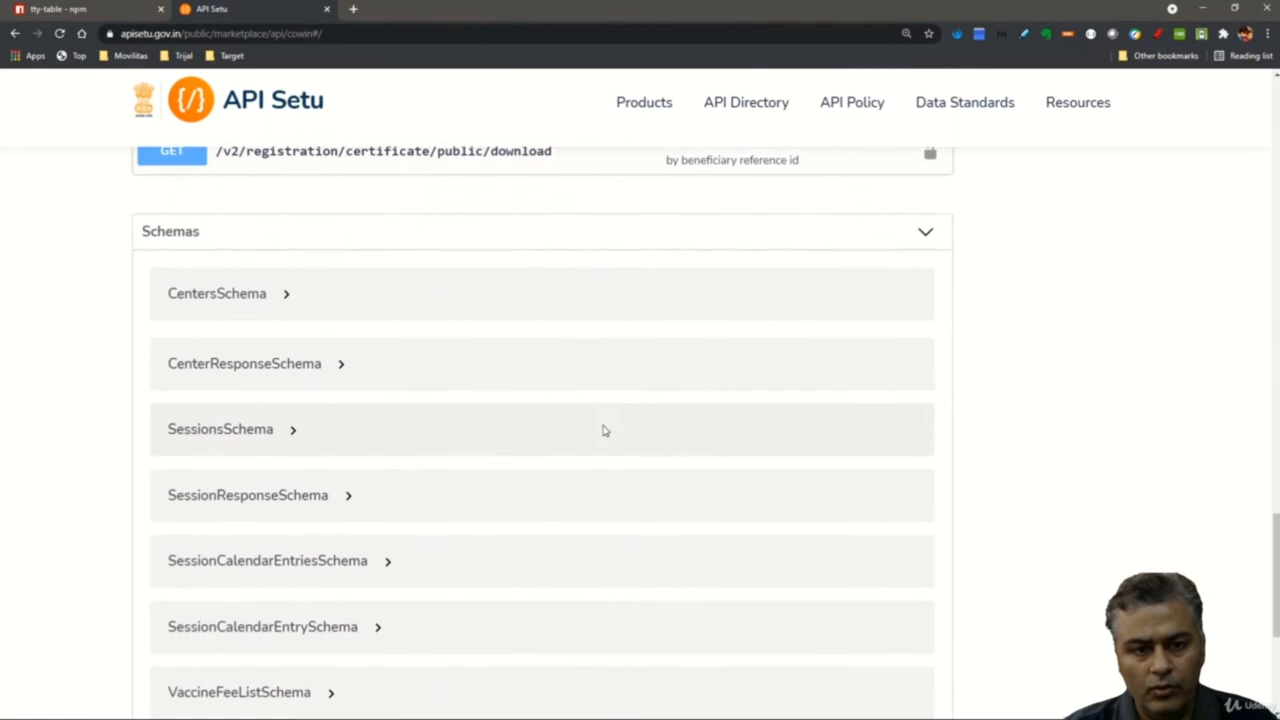 tty-table - npm
API Setu
apisetu.gov.in/public/marketplace/api/cowin#/
Apps
Top
Movilitas
Trijal
Target
Other bookmarks
Reading list
{/}
API Setu
Products
API Directory
API Policy
Data Standards
Resources
GET
/v2/registration/certificate/public/download
by beneficiary reference id
Schemas
CentersSchema
CenterResponseSchema
SessionsSchema
SessionResponseSchema
SessionCalendarEntriesSchema
SessionCalendarEntrySchema
VaccineFeeListSchema